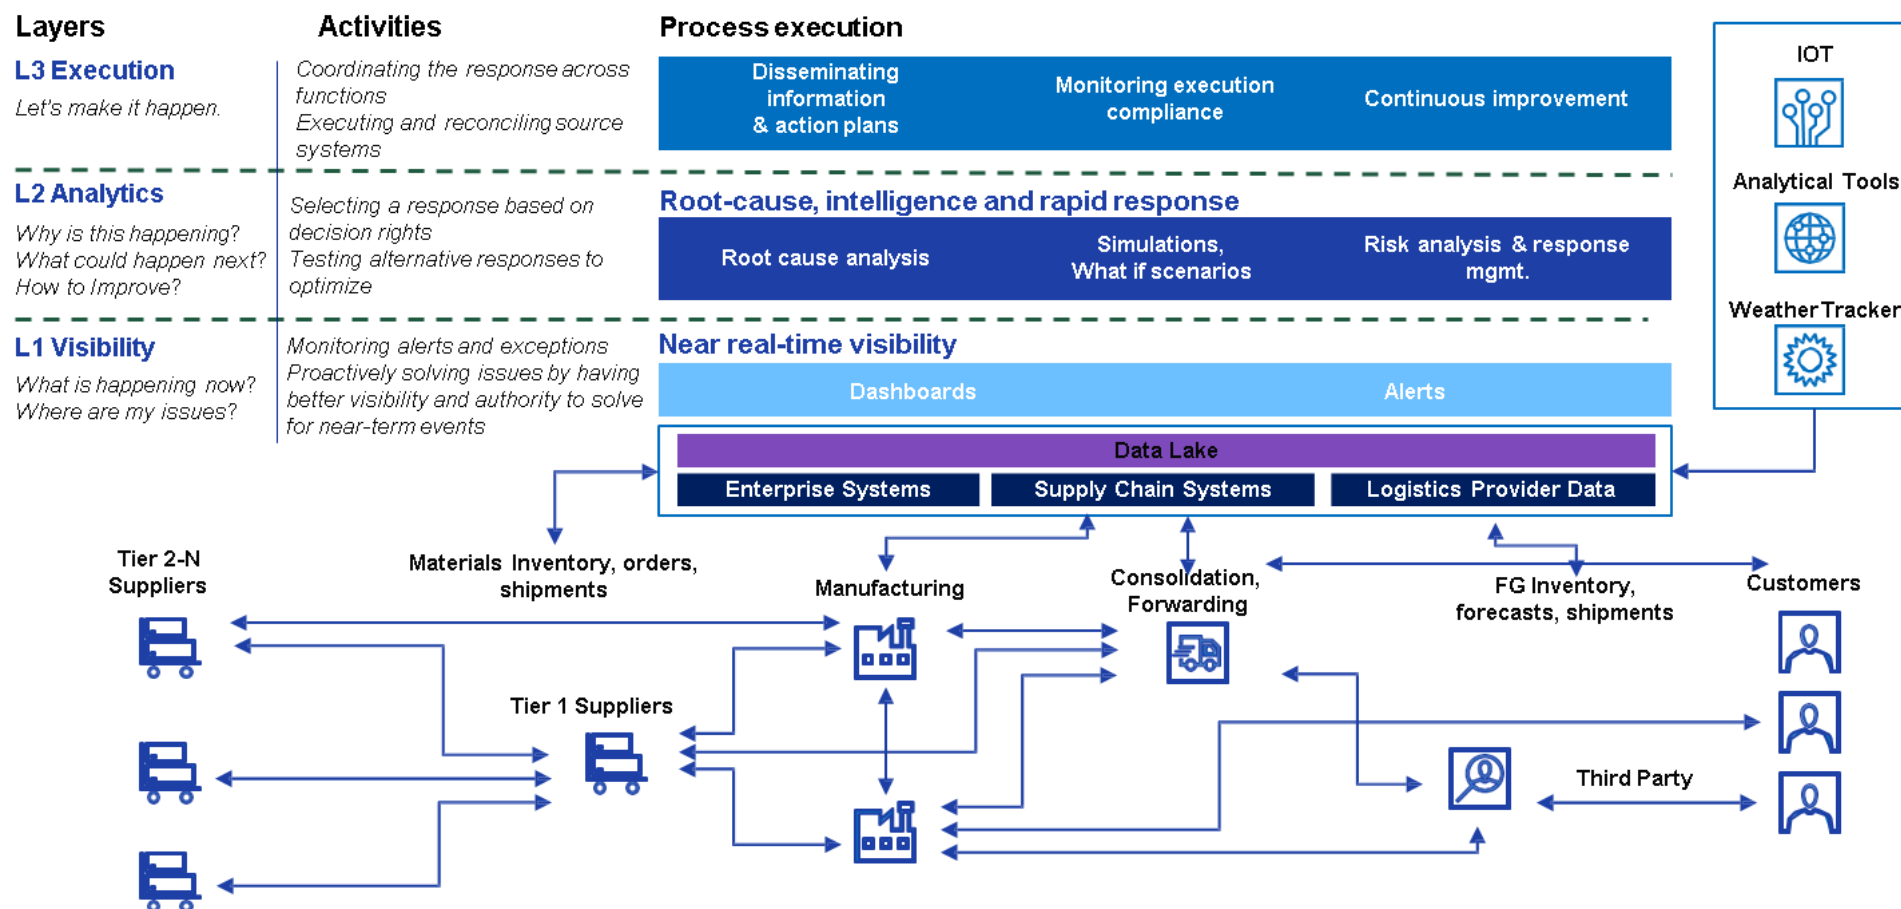 Layers
Activities
Process execution
L3 Execution
Let's make it happen.
Coordinating the response across
functions
Executing and reconciling source
systems
Disseminating
information
& action plans
Monitoring execution
compliance
Continuous improvement
L2 Analytics
Why is this happening?
What could happen next?
How to Improve?
Selecting a response based on
decision rights
Testing alternative responses to
optimize
Root-cause, intelligence and rapid response
Root cause analysis
Simulations,
What if scenarios
Risk analysis & response
mgmt.
L1 Visibility
What is happening now?
Where are my issues?
Monitoring alerts and exceptions
Proactively solving issues by having
better visibility and authority to solve
for near-term events
Near real-time visibility
Dashboards
Alerts
IOT
Analytical Tools
Weather Tracker
Data Lake
Enterprise Systems
Supply Chain Systems
Logistics Provider Data
Tier 2-N
Suppliers
Materials Inventory, orders,
shipments
Manufacturing
Consolidation,
Forwarding
FG Inventory,
forecasts, shipments
Customers
Tier 1 Suppliers
Third Party